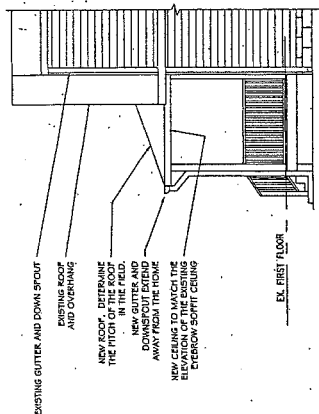 EXISTING GUTTER AND DOWN SPOUT
EXISTING ROOF
AND OVERHANG
NEW ROOF. DETERMINE
THE PITCH OF THE ROOF
IN THE FIELD.
NEW GUTTER AND
DOWNSPOUT EXTEND
AWAY FROM THE HOME
NEW CEILING TO MATCH THE
ELEVATION OF THE EXISTING
EYEBROW SOFFIT CEILING
EX. FIRST FLOOR